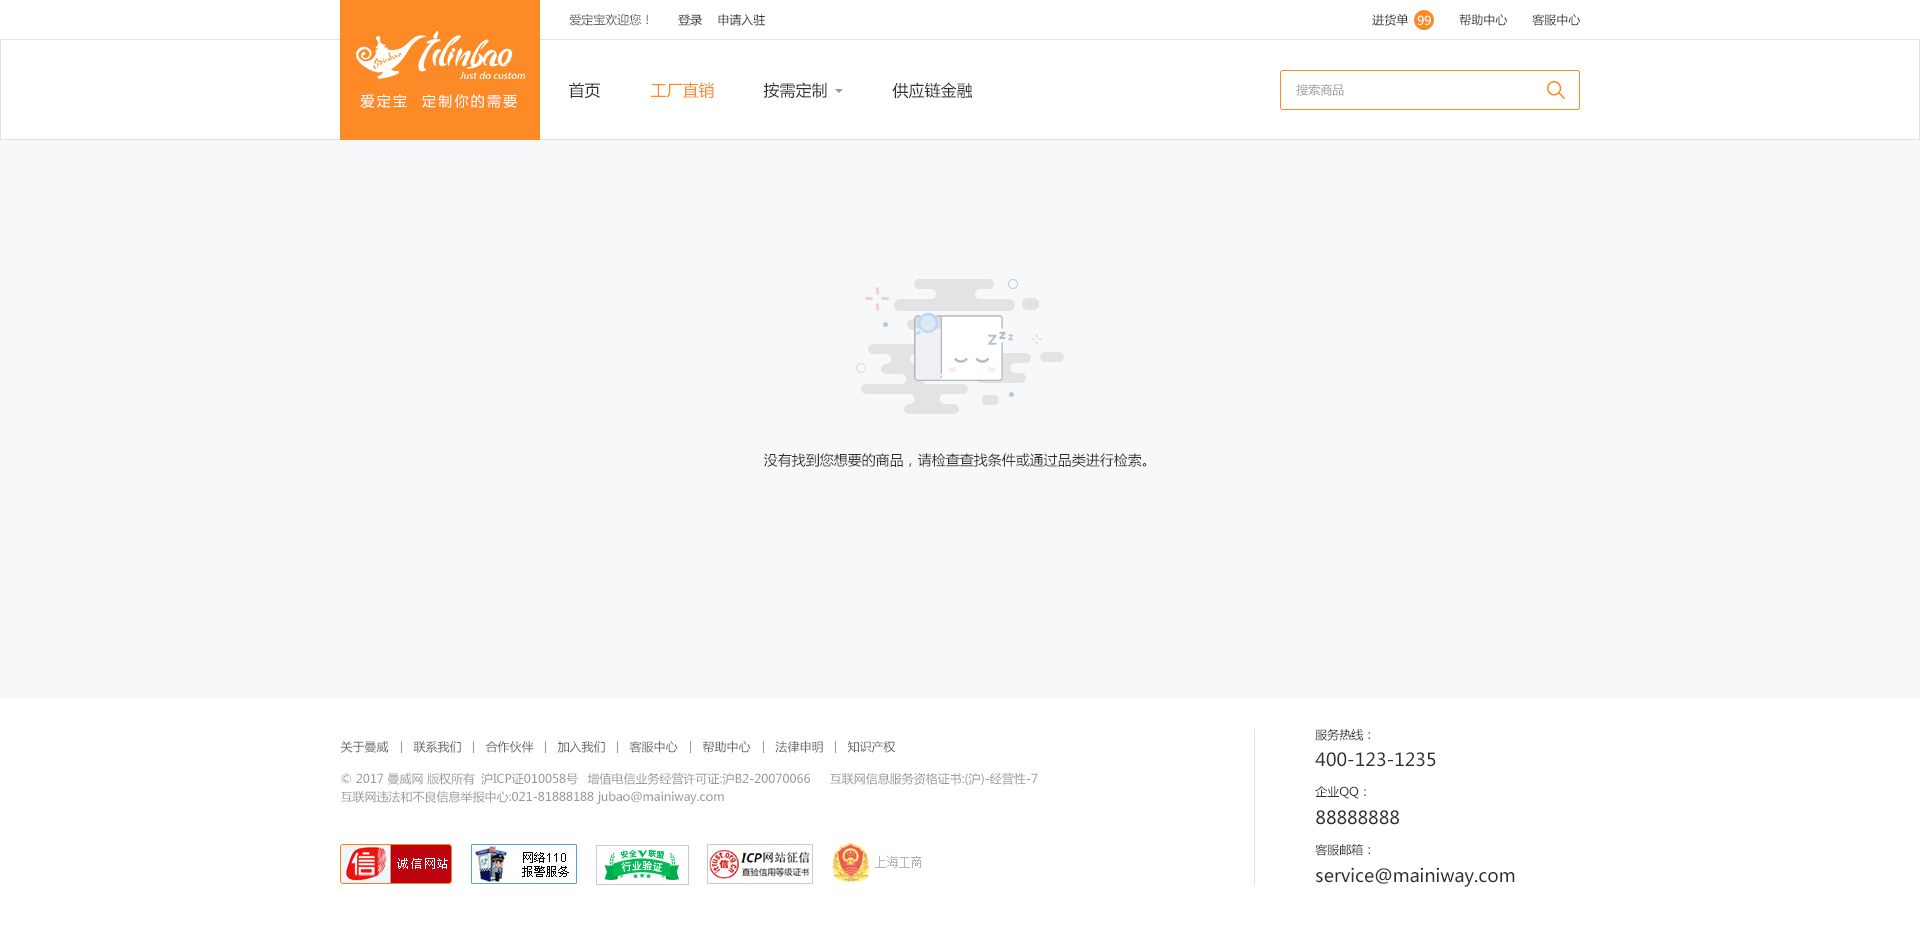 爱定宝欢迎您！ 登录 申请入驻 进货单 99 帮助中心 客服中心
Tilinbao
Just do custom
爱定宝 定制你的需要
首页 工厂直销 按需定制 供应链金融 搜索商品
z z z
没有找到您想要的商品，请检查查找条件或通过品类进行检索。
关于曼威 | 联系我们 | 合作伙伴 | 加入我们 | 客服中心 | 帮助中心 | 法律申明 | 知识产权
© 2017 曼威网 版权所有 沪ICP证010058号 增值电信业务经营许可证:沪B2-20070066 互联网信息服务资格证书:(沪)-经营性-7
互联网违法和不良信息举报中心:021-81888188 jubao@mainiway.com
信 诚信网站
网络110
报警服务
安全V联盟
行业验证
信 ICP网站征信
直验信用等级证书
上海工商
服务热线：
400-123-1235
企业QQ：
88888888
客服邮箱：
service@mainiway.com